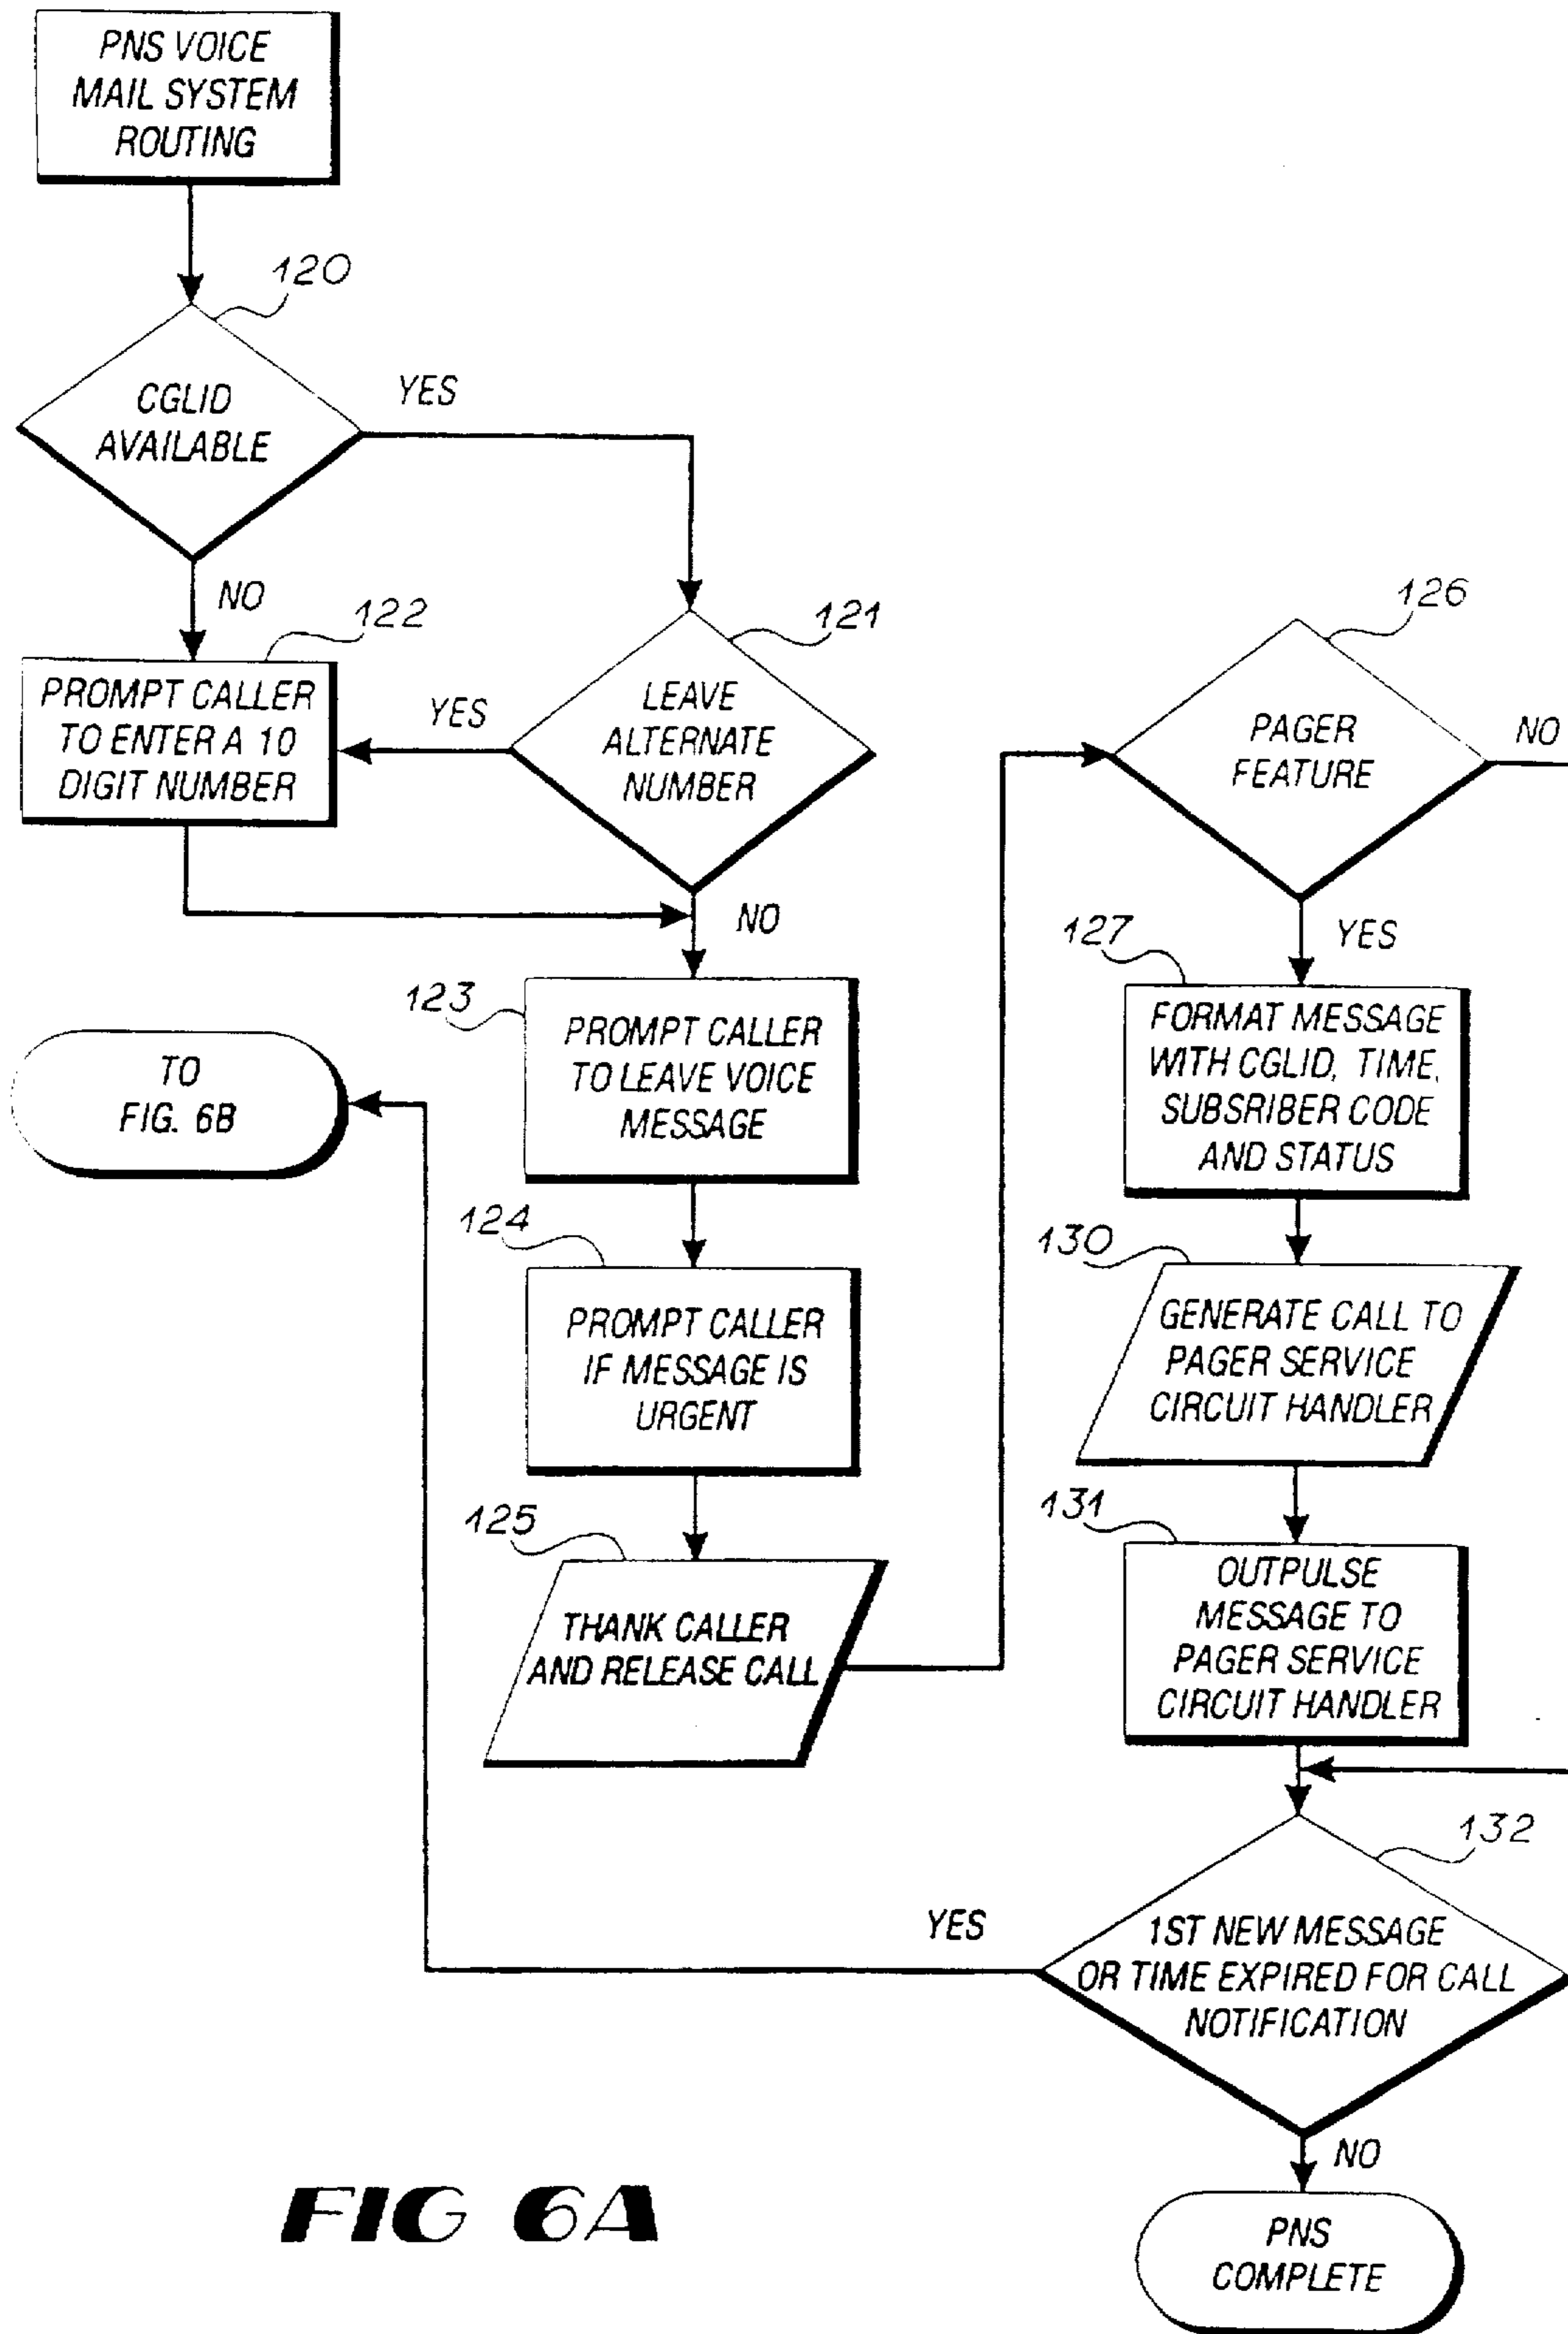 PNS VOICE
MAIL SYSTEM
ROUTING
120
CGLID
AVAILABLE
YES
NO
122
PROMPT CALLER
TO ENTER A 10
DIGIT NUMBER
YES
121
LEAVE
ALTERNATE
NUMBER
NO
123
PROMPT CALLER
TO LEAVE VOICE
MESSAGE
TO
FIG. 6B
124
PROMPT CALLER
IF MESSAGE IS
URGENT
125
THANK CALLER
AND RELEASE CALL
126
PAGER
FEATURE
NO
YES
127
FORMAT MESSAGE
WITH CGLID, TIME,
SUBSRIBER CODE
AND STATUS
130
GENERATE CALL TO
PAGER SERVICE
CIRCUIT HANDLER
131
OUTPULSE
MESSAGE TO
PAGER SERVICE
CIRCUIT HANDLER
132
YES
1ST NEW MESSAGE
OR TIME EXPIRED FOR CALL
NOTIFICATION
NO
PNS
COMPLETE
FIG 6A